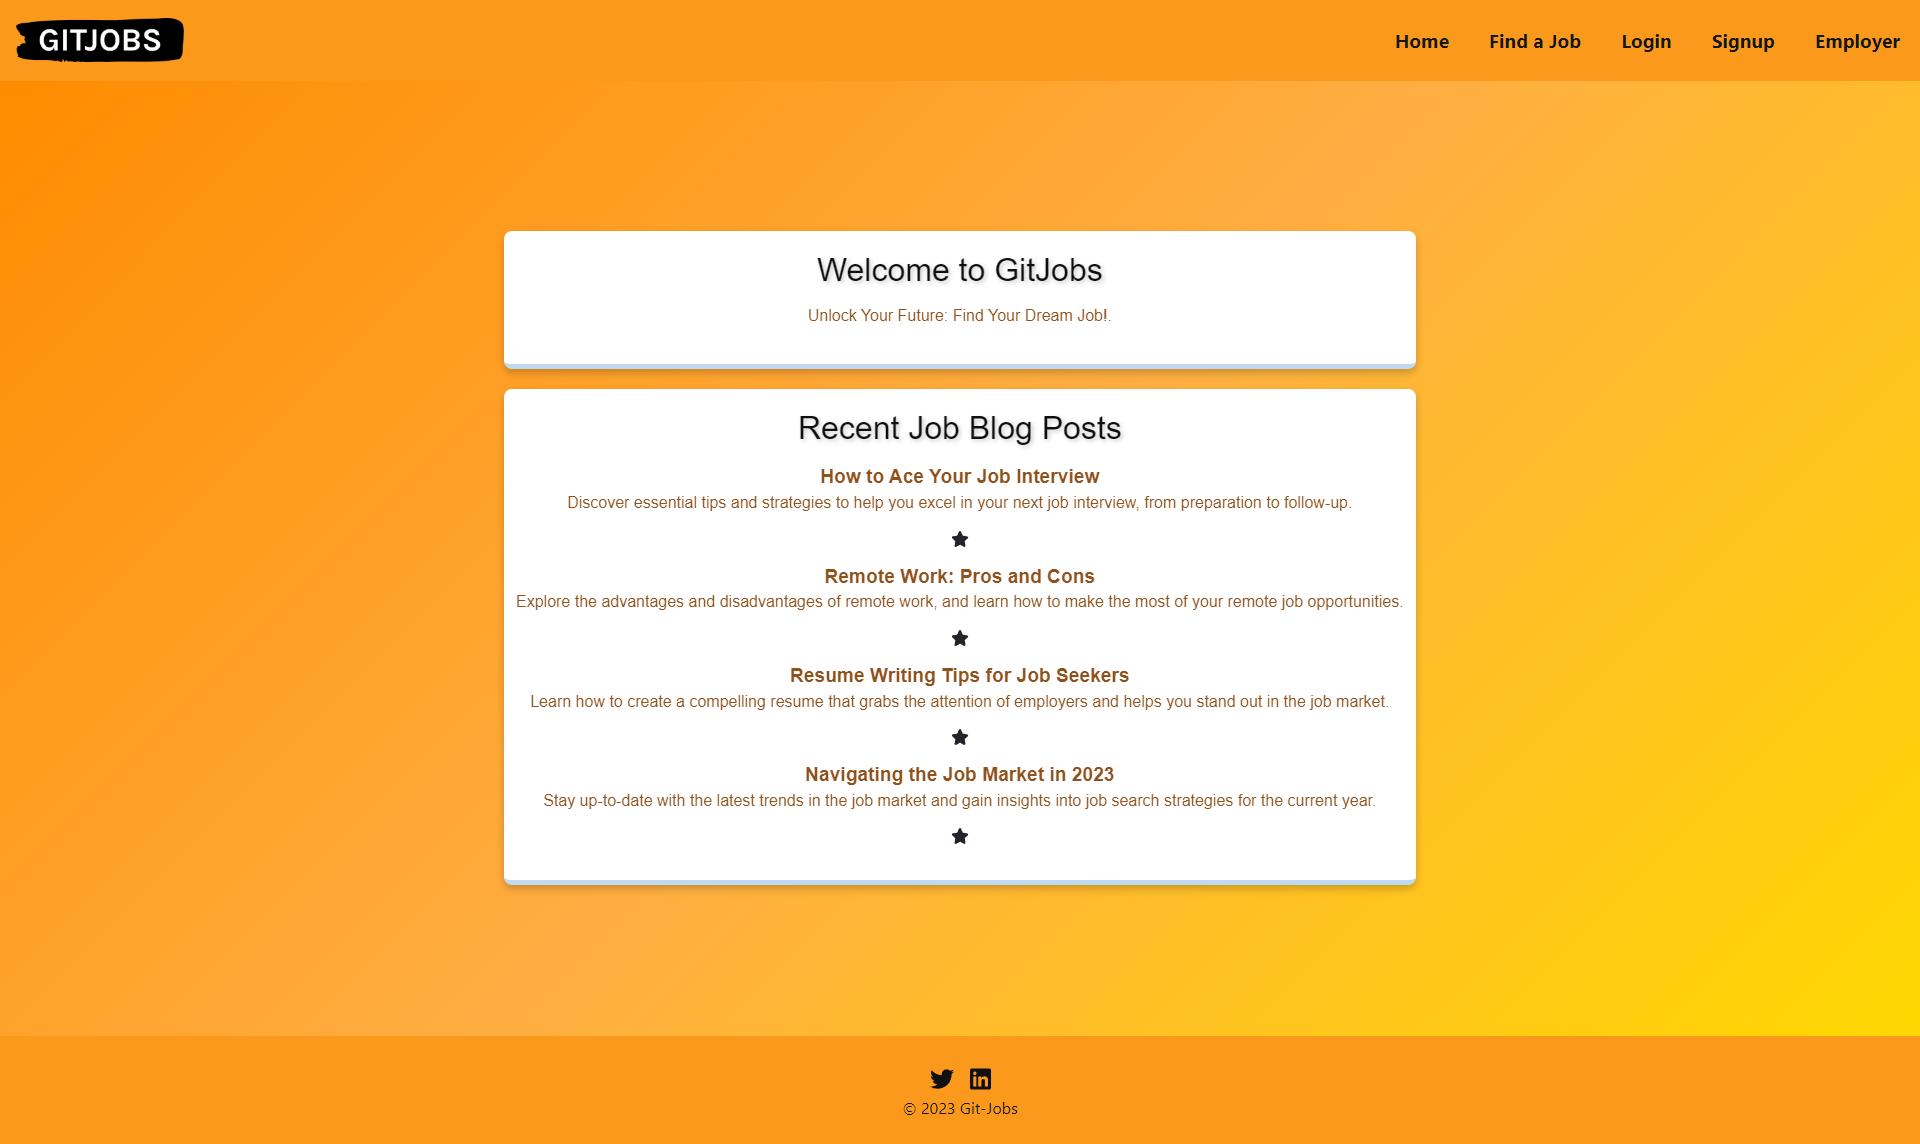 GITJOBS
Home Find a Job Login Signup Employer
Welcome to GitJobs
Unlock Your Future: Find Your Dream Job!.
Recent Job Blog Posts
How to Ace Your Job Interview
Discover essential tips and strategies to help you excel in your next job interview, from preparation to follow-up.
Remote Work: Pros and Cons
Explore the advantages and disadvantages of remote work, and learn how to make the most of your remote job opportunities.
Resume Writing Tips for Job Seekers
Learn how to create a compelling resume that grabs the attention of employers and helps you stand out in the job market.
Navigating the Job Market in 2023
Stay up-to-date with the latest trends in the job market and gain insights into job search strategies for the current year.
in
© 2023 Git-Jobs